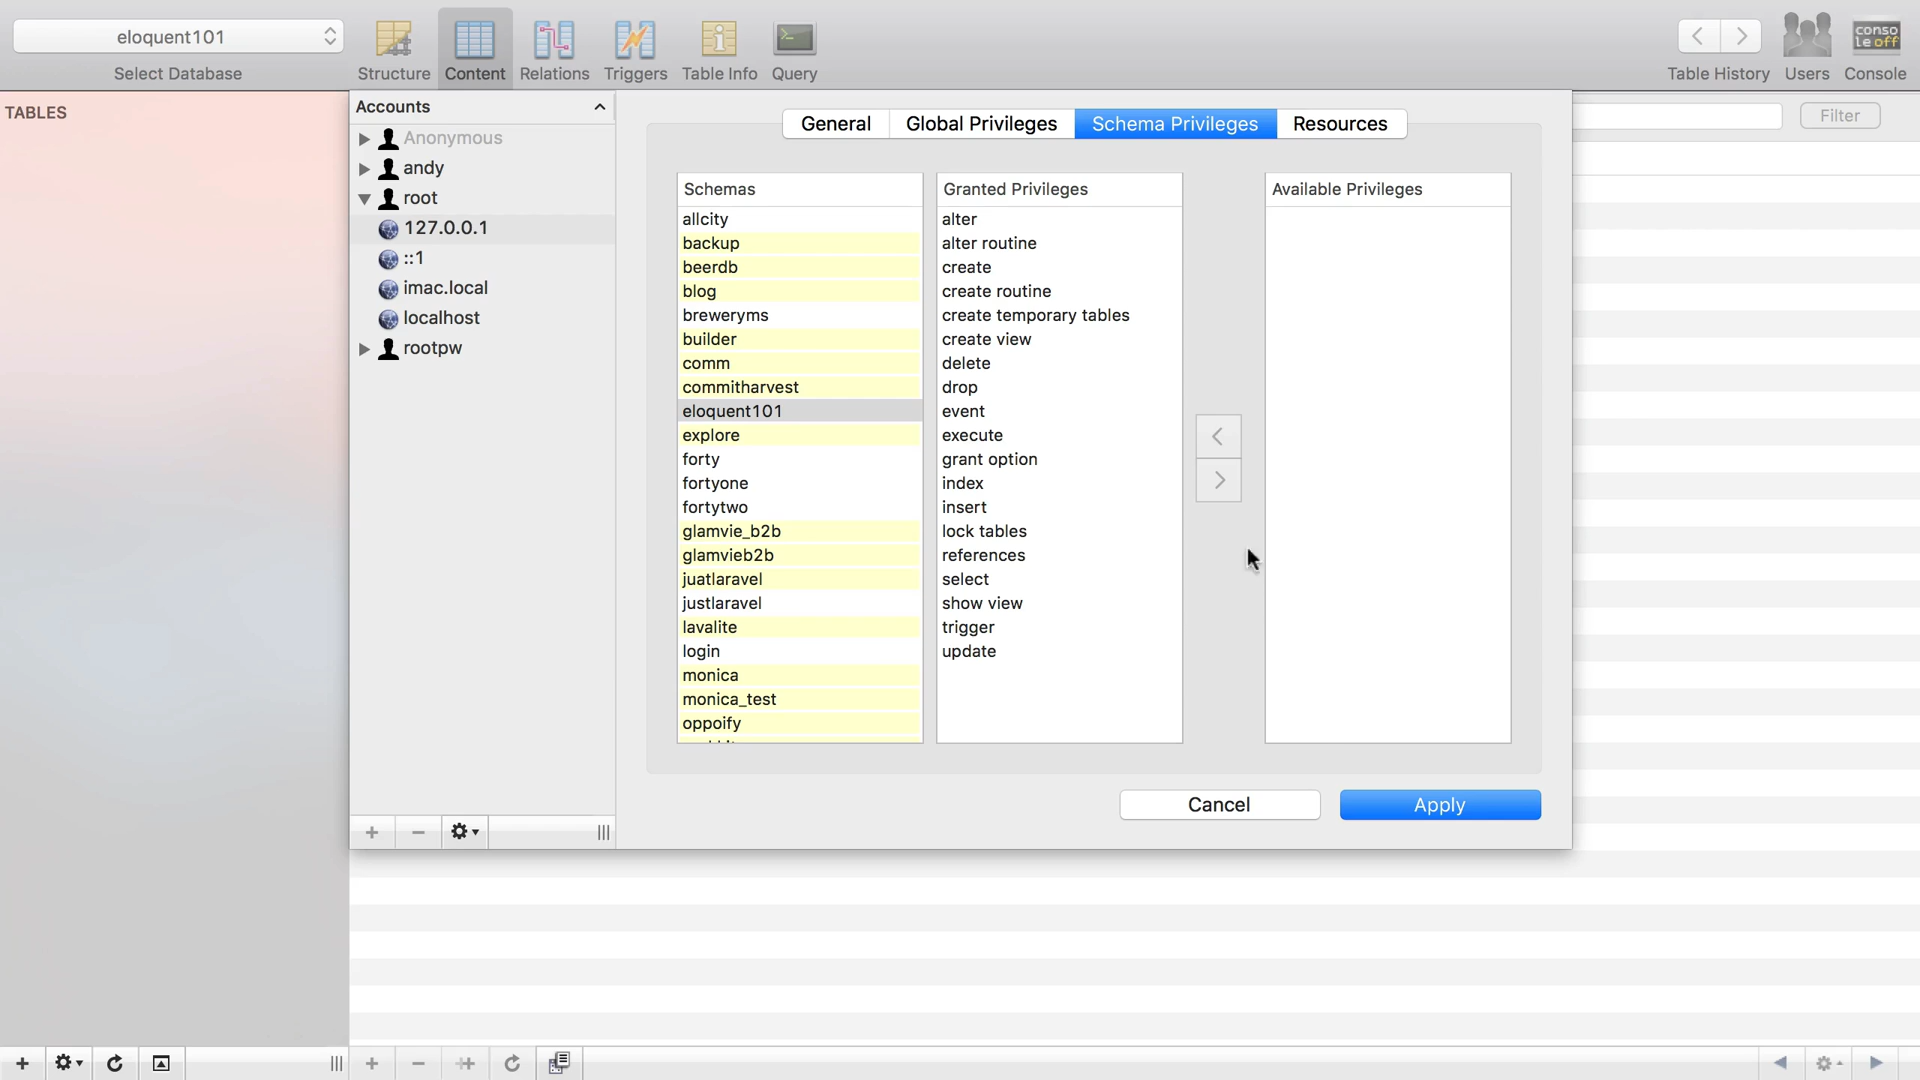 eloquent101
Select Database
Structure
Content
Relations
Triggers
Table Info
Query
Table History
Users
conso
le off
Console
TABLES
Accounts
Anonymous
andy
root
127.0.0.1
::1
imac.local
localhost
rootpw
General
Global Privileges
Schema Privileges
Resources
Filter
Schemas
allcity
backup
beerdb
blog
breweryms
builder
comm
commitharvest
eloquent101
explore
forty
fortyone
fortytwo
glamvie_b2b
glamvieb2b
juatlaravel
justlaravel
lavalite
login
monica
monica_test
oppoify
Granted Privileges
alter
alter routine
create
create routine
create temporary tables
create view
delete
drop
event
execute
grant option
index
insert
lock tables
references
select
show view
trigger
update
Available Privileges
Cancel
Apply